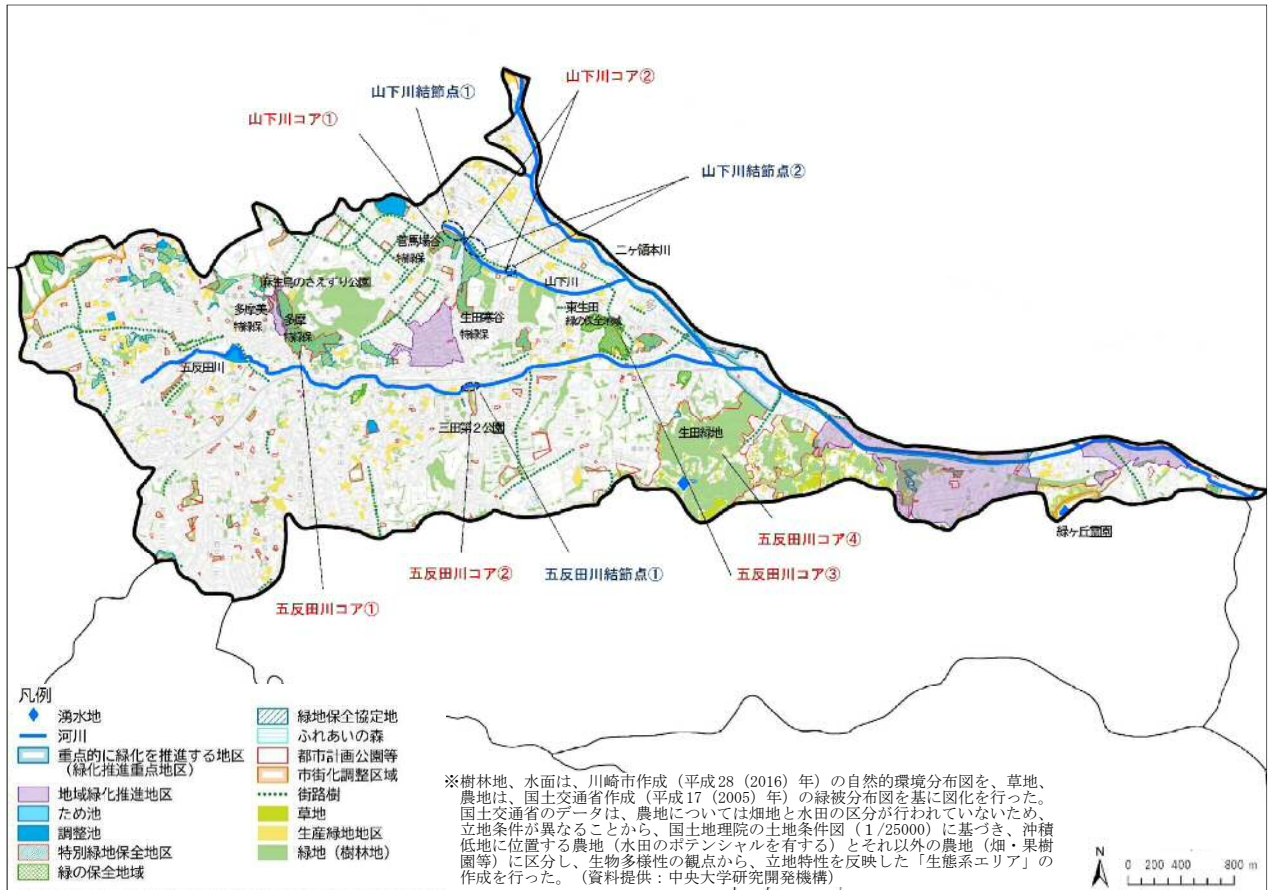 山下川コア②
山下川結節点①
山下川コア①
山下川結節点②
菅馬場谷
特緑保
二ヶ領本川
麻生鳥のさえずり公園
山下川
多摩美
特緑保
多摩
特緑保
生田寒谷
特緑保
東生田
緑の保全地域
五反田川
三田第2公園
生田緑地
緑ヶ丘霊園
五反田川コア④
五反田川コア②
五反田川結節点①
五反田川コア③
五反田川コア①
凡例
湧水地
河川
重点的に緑化を推進する地区
(緑化推進重点地区)
地域緑化推進地区
ため池
調整池
特別緑地保全地区
緑の保全地域
緑地保全協定地
ふれあいの森
都市計画公園等
市街化調整区域
街路樹
草地
生産緑地地区
緑地（樹林地）
※樹林地、水面は、川崎市作成（平成28（2016）年）の自然的環境分布図を、草地、
農地は、国土交通省作成（平成17（2005）年）の緑被分布図を基に図化を行った。
国土交通省のデータは、農地については畑地と水田の区分が行われていないため、
立地条件が異なることから、国土地理院の土地条件図（1/25000）に基づき、沖積
低地に位置する農地（水田のポテンシャルを有する）とそれ以外の農地（畑・果樹
園等）に区分し、生物多様性の観点から、立地特性を反映した「生態系エリア」の
作成を行った。（資料提供：中央大学研究開発機構）
N
0 200 400 800 m